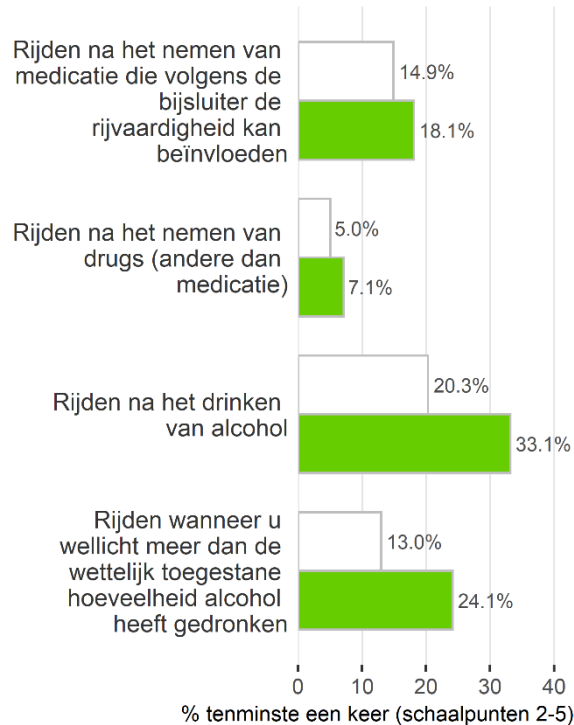 Rijden na het nemen van
medicatie die volgens de
bijsluiter de
rijvaardigheid kan
beïnvloeden
14.9%
18.1%
Rijden na het nemen van
drugs (andere dan
medicatie)
5.0%
7.1%
Rijden na het drinken
van alcohol
20.3%
33.1%
Rijden wanneer u
wellicht meer dan de
wettelijk toegestane
hoeveelheid alcohol
heeft gedronken
13.0%
24.1%
0 10 20 30 40
% tenminste een keer (schaalpunten 2-5)